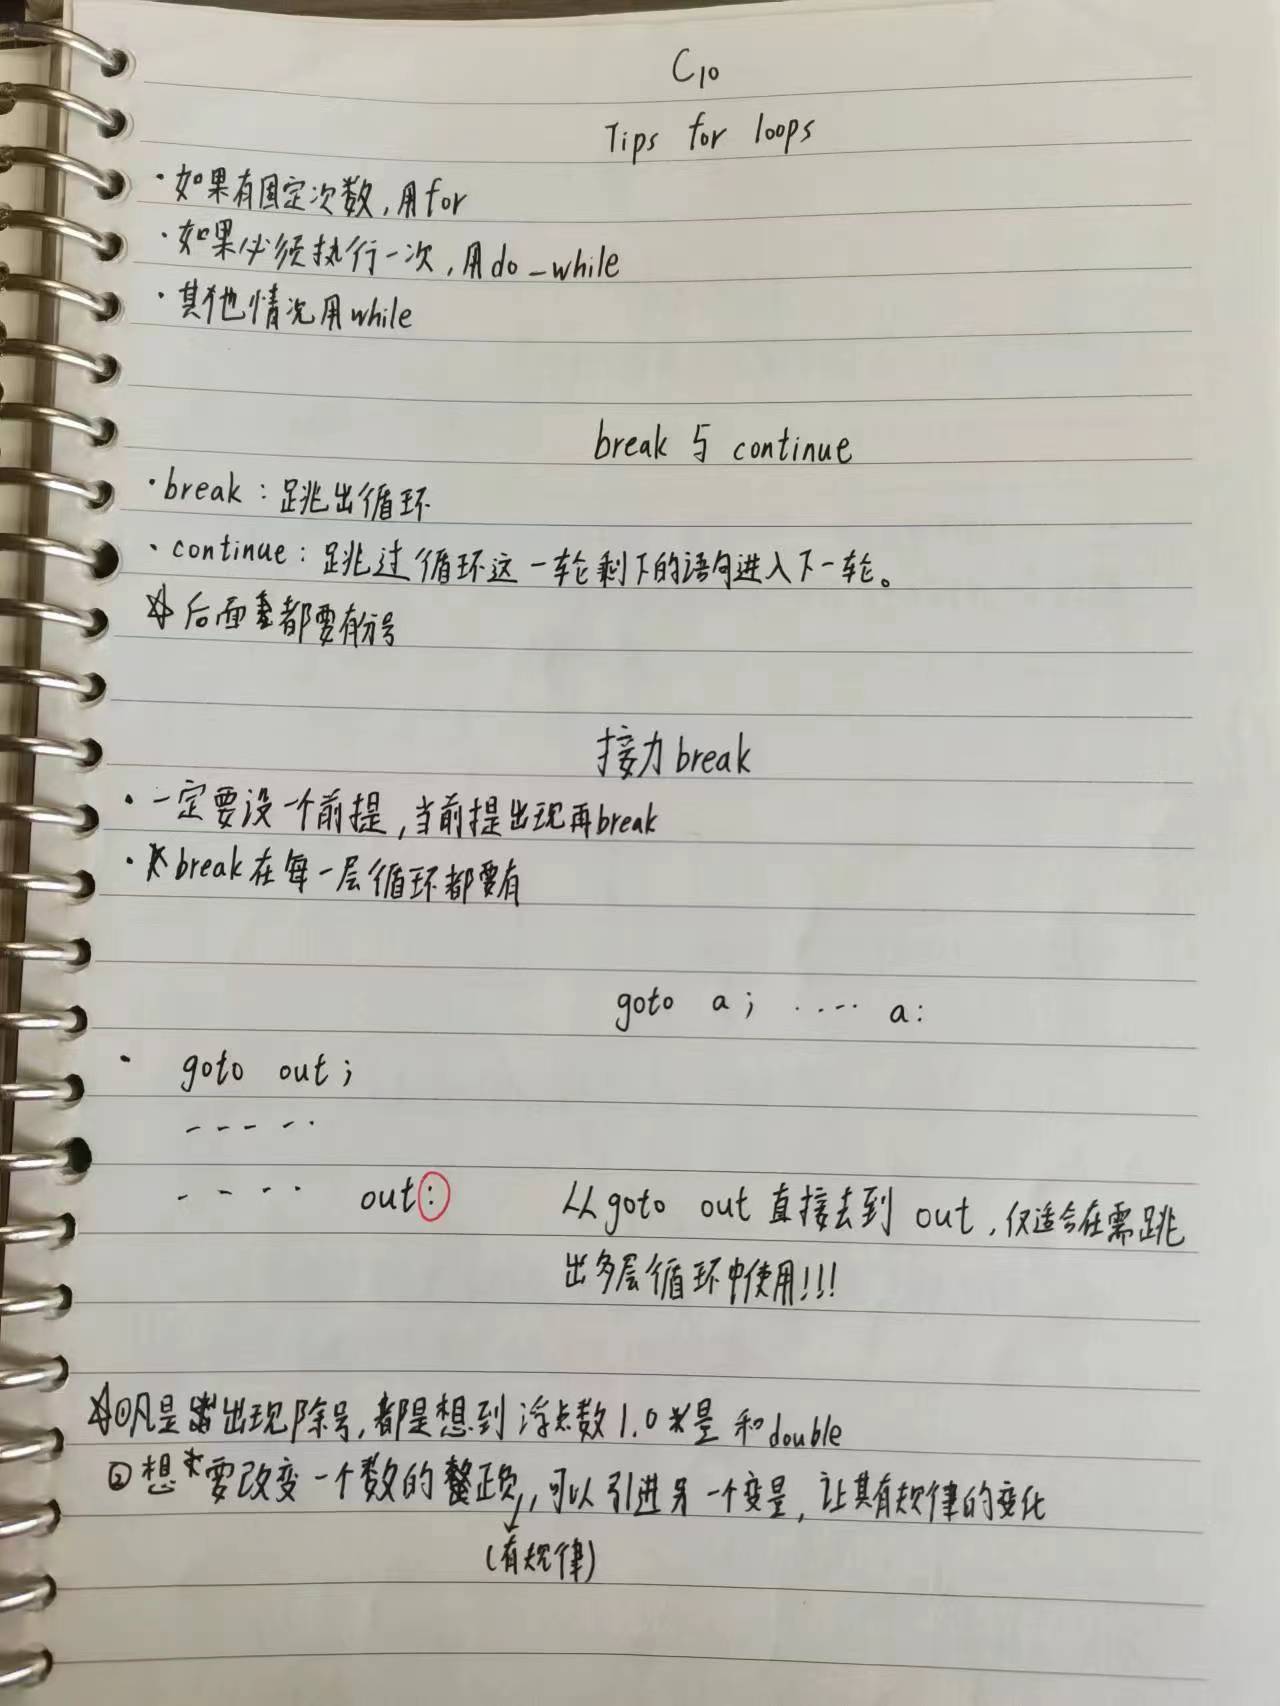 C10
Tips for loops
·如果有固定次数,用for
·如果必须执行一次,用do_while
·其他情况用while
break 与 continue
·break:跳出循环
·continue:跳过循环这一轮剩下的语句进入下一轮。
☆后面都要有分号
接力break
·一定要设一个前提,当前提出现再break
·break在每一层循环都要有
goto a; ..... a:
· goto out;
-----
---- out: goto out 直接去到 out,仅适合在需跳
出多层循环中使用!!!
☆①凡是出现除号,都是想到浮点数1.0*量 和double
②想要改变一个数的正负,可以引进另一个变量,让其有规律的变化
(有规律)